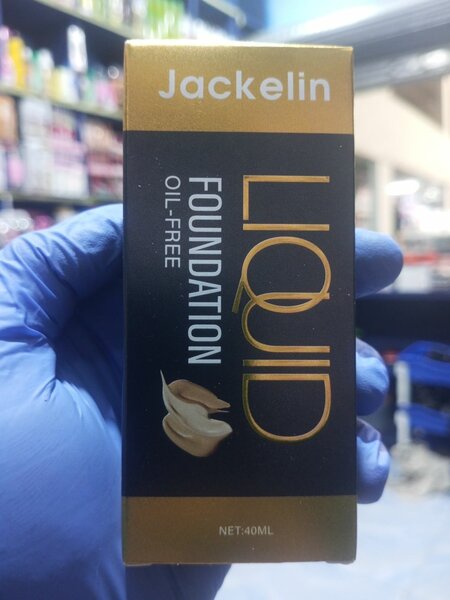 Jackelin
LIQUID
FOUNDATION
OIL-FREE
NET:40ML